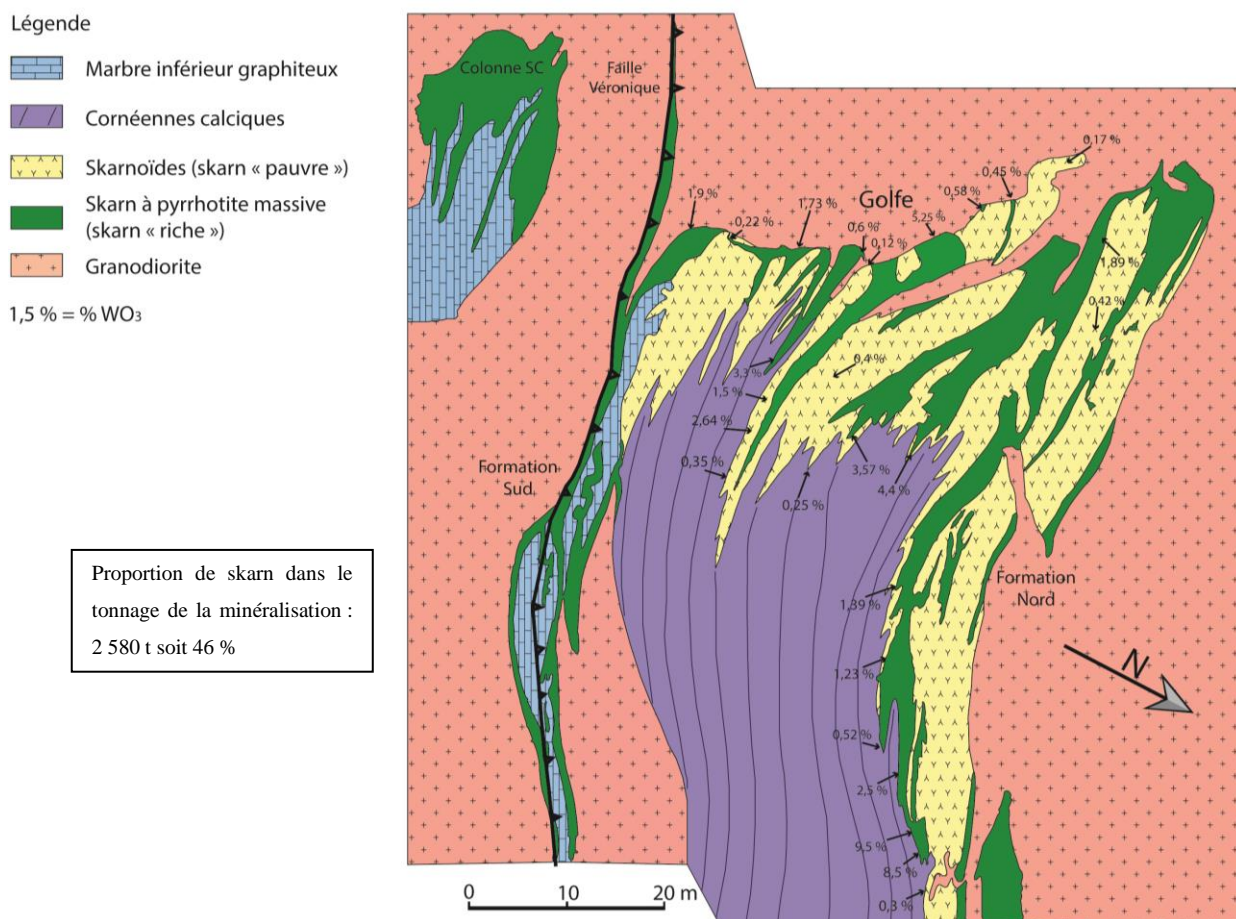 Légende
Marbre inférieur graphiteux
Cornéennes calciques
Skarnoïdes (skarn « pauvre »)
Skarn à pyrrhotite massive
(skarn « riche »)
Granodiorite
1,5 % = % WO₃
Colonne SC
Faille
Véronique
0,17 %
0,45 %
Golfe
0,58 %
1,9%
1,73 %
5,25 %
0,22 %
0,6 %
0,12 %
1,89 %
0,42 %
0,4 %
3,3 %
1,5 %
2,64 %
Formation
Sud
0,35 %
3,57 %
4,4 %
0,25 %
Proportion de skarn dans le
tonnage de la minéralisation :
2 580 t soit 46 %
Formation
Nord
1,39%
N
1,23 %
0,52 %
2,5 %
9,5 %
8,5 %
0,3 %
0 10 20 m